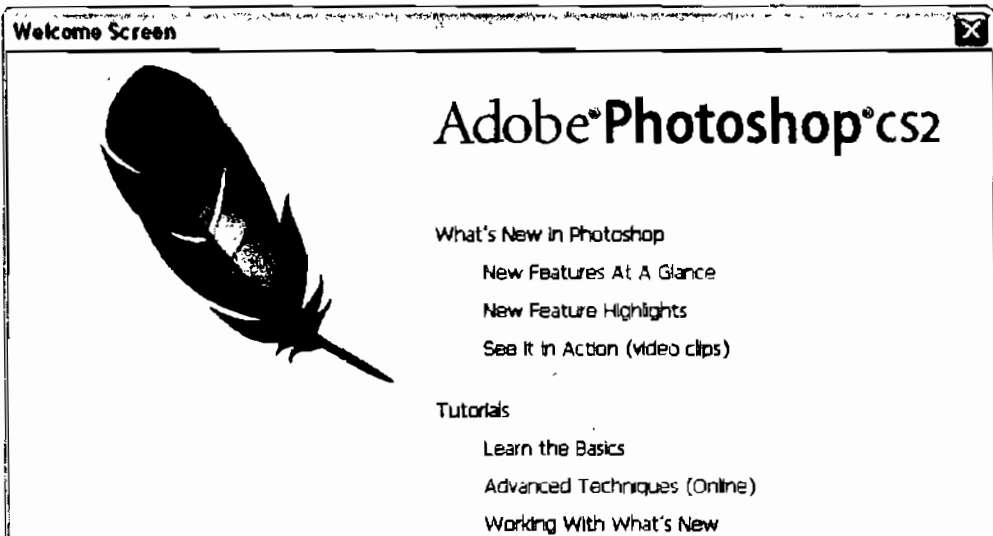 Welcome Screen
Adobe®Photoshop®CS2
What's New in Photoshop
New Features At A Glance
New Feature Highlights
See It in Action (video clips)
Tutorials
Learn the Basics
Advanced Techniques (Online)
Working With What's New